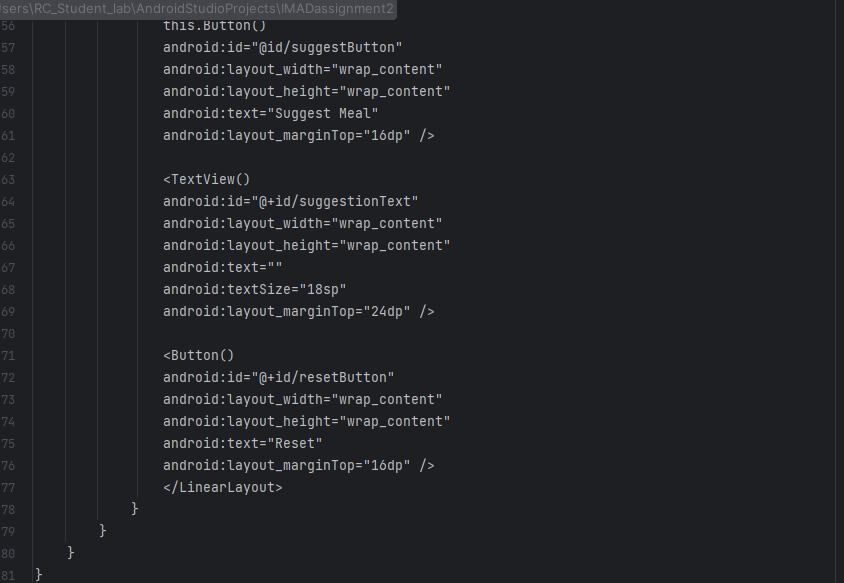 sers\RC_Student_lab\AndroidStudioProjects\IMADassignment2
56 this.Button()
57 android:id="@id/suggestButton"
58 android:layout_width="wrap_content"
59 android:layout_height="wrap_content"
60 android:text="Suggest Meal"
61 android:layout_marginTop="16dp" />
62
63 <TextView()
64 android:id="@+id/suggestionText"
65 android:layout_width="wrap_content"
66 android:layout_height="wrap_content"
67 android:text=""
68 android:textSize="18sp"
69 android:layout_marginTop="24dp" />
70
71 <Button()
72 android:id="@+id/resetButton"
73 android:layout_width="wrap_content"
74 android:layout_height="wrap_content"
75 android:text="Reset"
76 android:layout_marginTop="16dp" />
77 </LinearLayout>
78 }
79 }
80 }
81 }